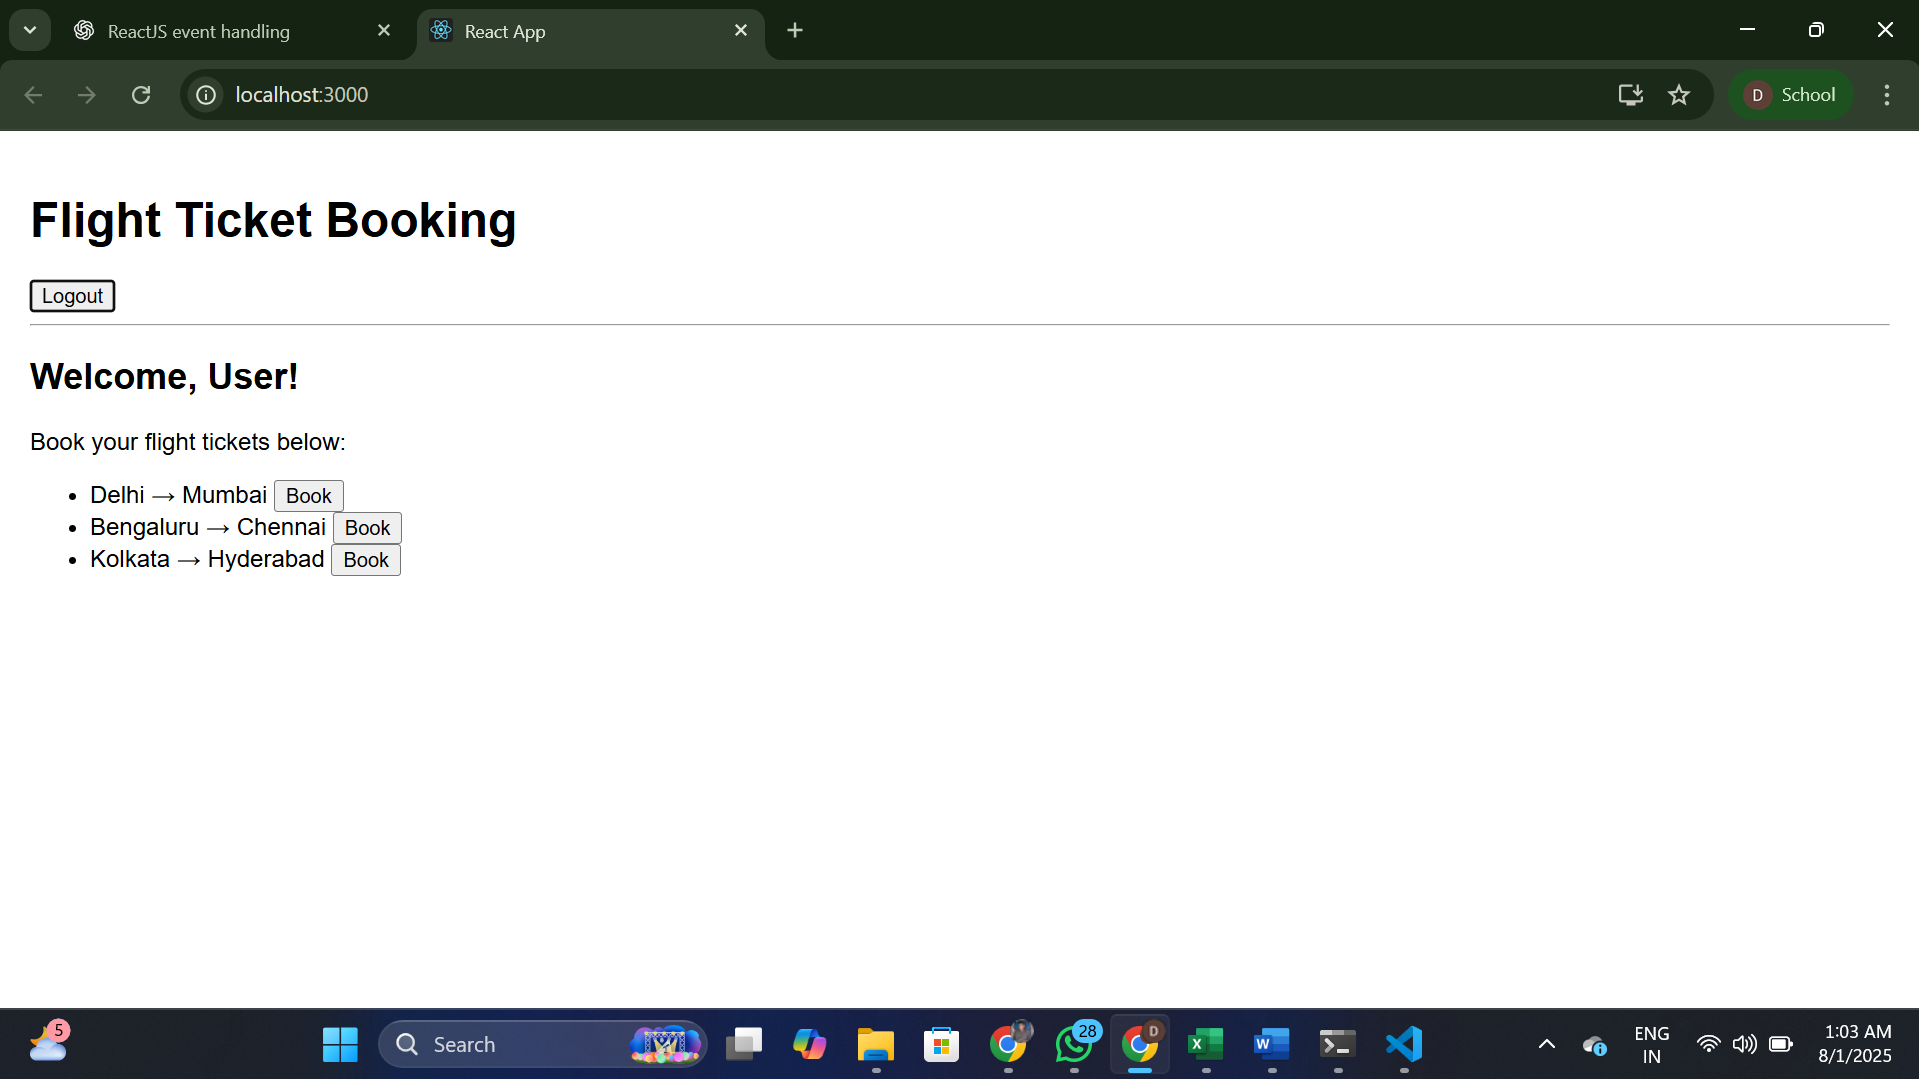 ReactJS event handling
React App
localhost:3000
D School
Flight Ticket Booking
Logout
Welcome, User!
Book your flight tickets below:
• Delhi → Mumbai Book
• Bengaluru → Chennai Book
• Kolkata → Hyderabad Book
5
Search
28
D
X
W
ENG
IN
1:03 AM
8/1/2025